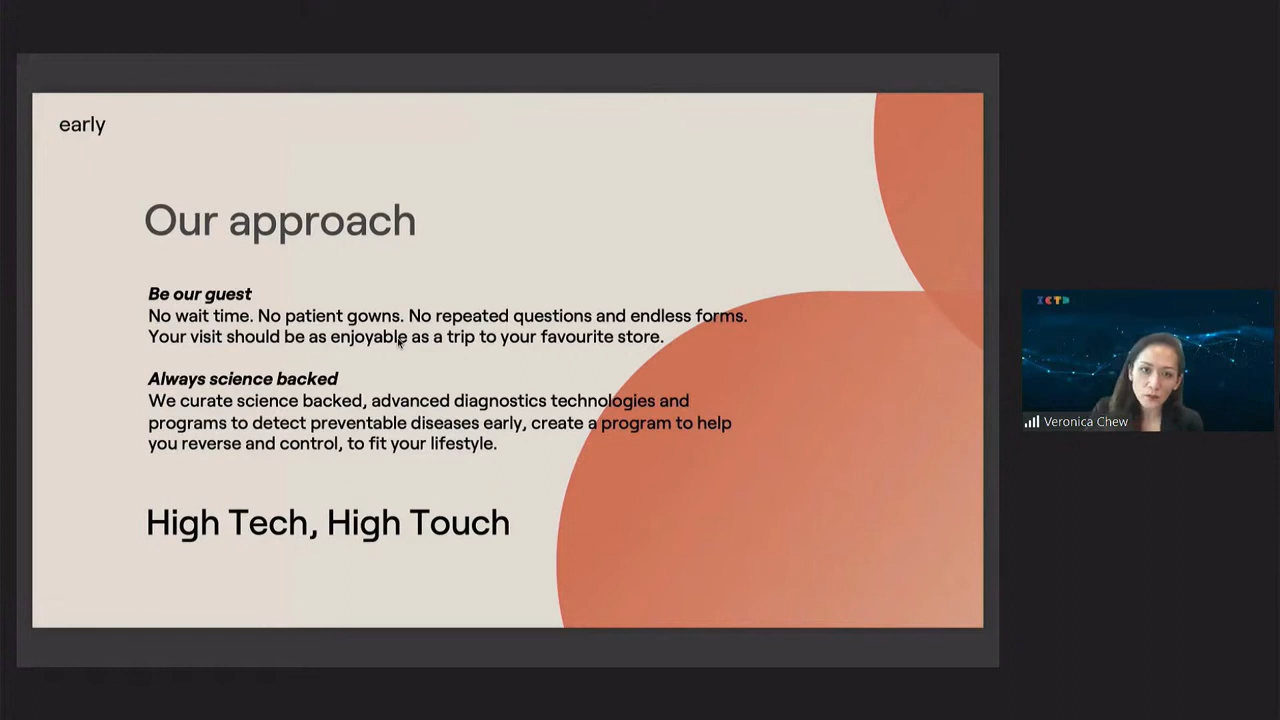 early
Our approach
Be our guest
No wait time. No patient gowns. No repeated questions and endless forms.
Your visit should be as enjoyable as a trip to your favourite store.
Always science backed
We curate science backed, advanced diagnostics technologies and
programs to detect preventable diseases early, create a program to help
you reverse and control, to fit your lifestyle.
High Tech, High Touch
ICTD
Veronica Chew